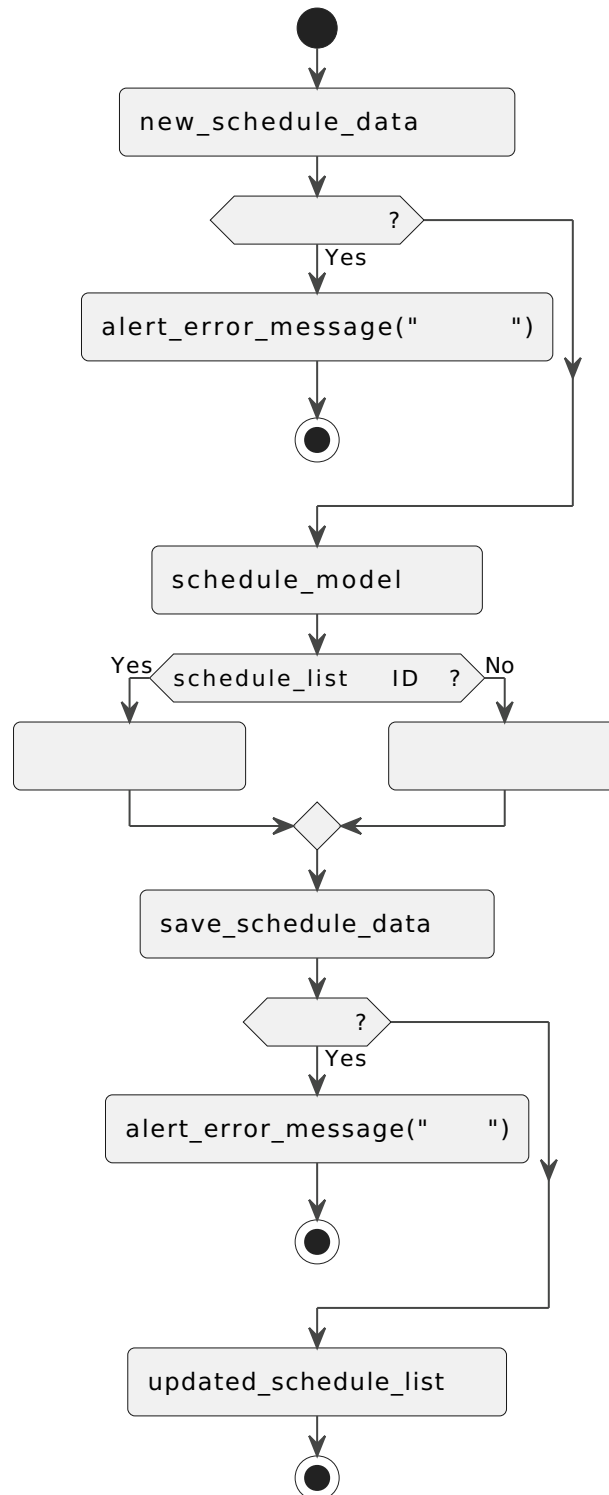 new_schedule_data
?
Yes
alert_error_message("        ")
schedule_model
Yes
schedule_list    ID  ?
No
save_schedule_data
?
Yes
alert_error_message("      ")
updated_schedule_list